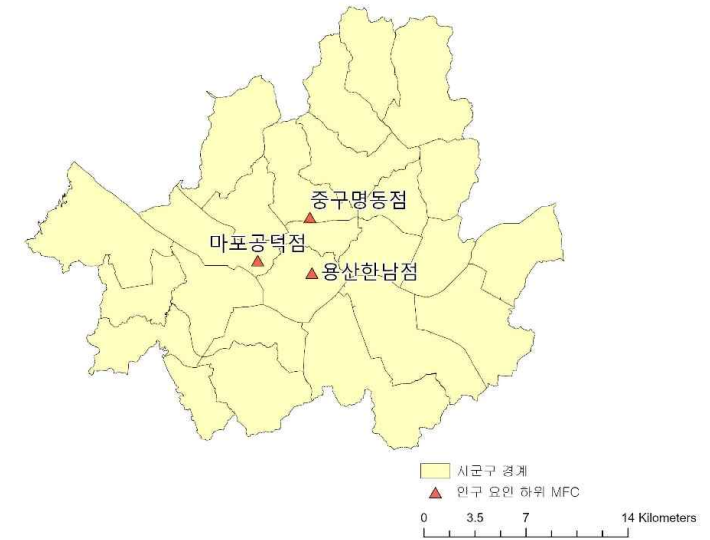 중구명동점
마포공덕점
용산한남점
시군구 경계
인구 요인 하위 MFC
0 3.5 7 14 Kilometers